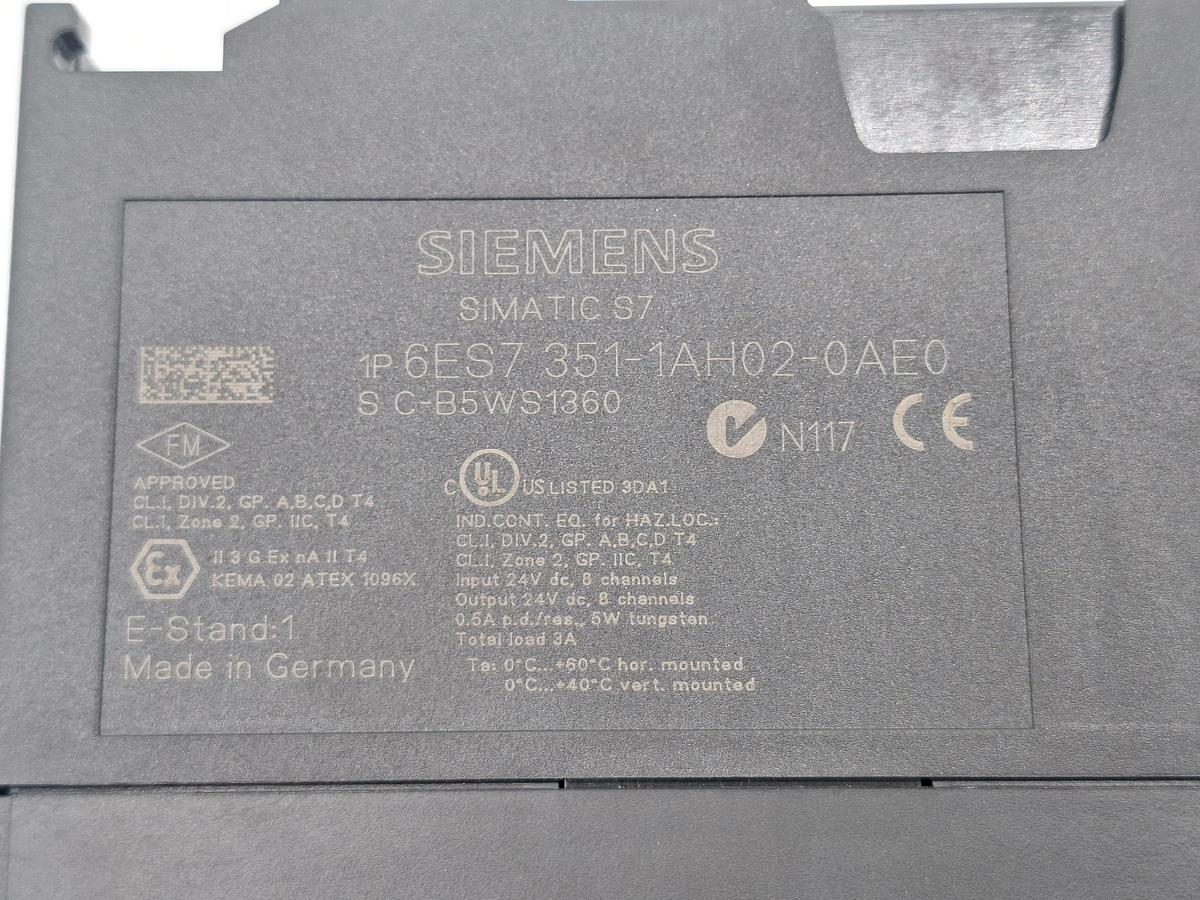 SIEMENS
SIMATIC S7
1P 6ES7 351-1AH02-0AE0
S C-B5WS1360
N117 CE
FM
APPROVED
CL.I, DIV.2, GP. A,B,C,D T4
CL.I, Zone 2, GP. IIC, T4
Ex
II 3 G Ex nA II T4
KEMA 02 ATEX 1096X
E-Stand:1
Made in Germany
C UL US LISTED 3DA1
IND.CONT. EQ. for HAZ.LOC.:
CL.I, DIV.2, GP. A,B,C,D T4
CL.I, Zone 2, GP. IIC, T4
Input 24V dc, 8 channels
Output 24V dc, 8 channels
0.5A p.d./res., 5W tungsten
Total load 3A
Ta: 0°C...+60°C hor. mounted
0°C...+40°C vert. mounted